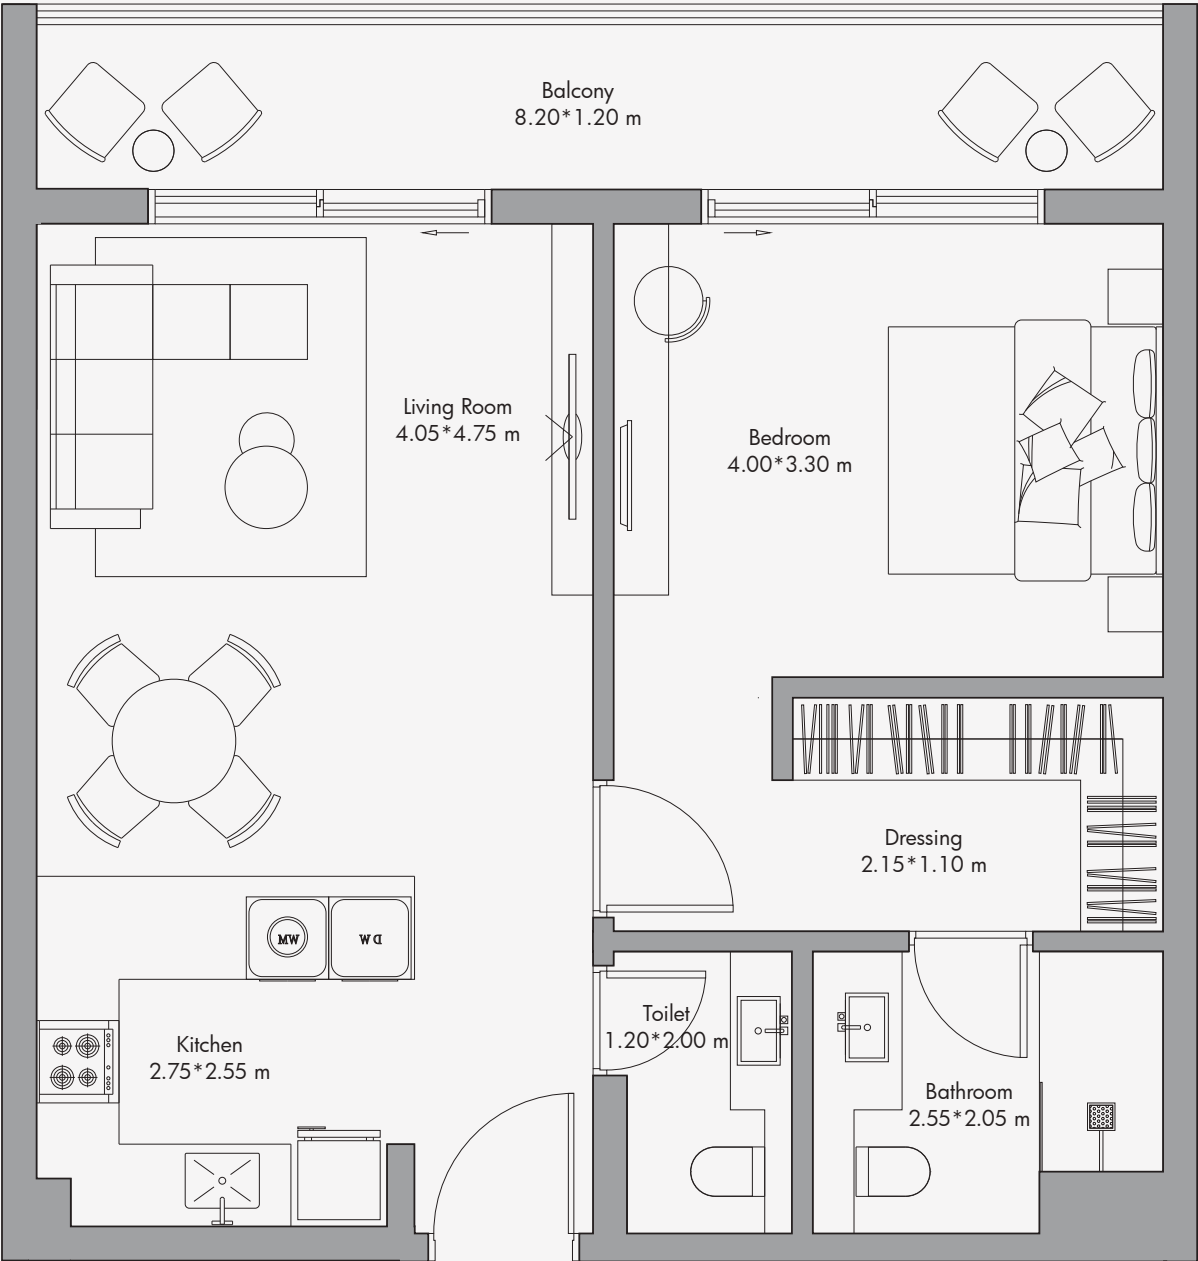 Balcony
8.20*1.20 m
Living Room
4.05*4.75 m
Bedroom
4.00*3.30 m
Dressing
2.15*1.10 m
MW
DW
Toilet
1.20*2.00 m
Kitchen
2.75*2.55 m
Bathroom
2.55*2.05 m